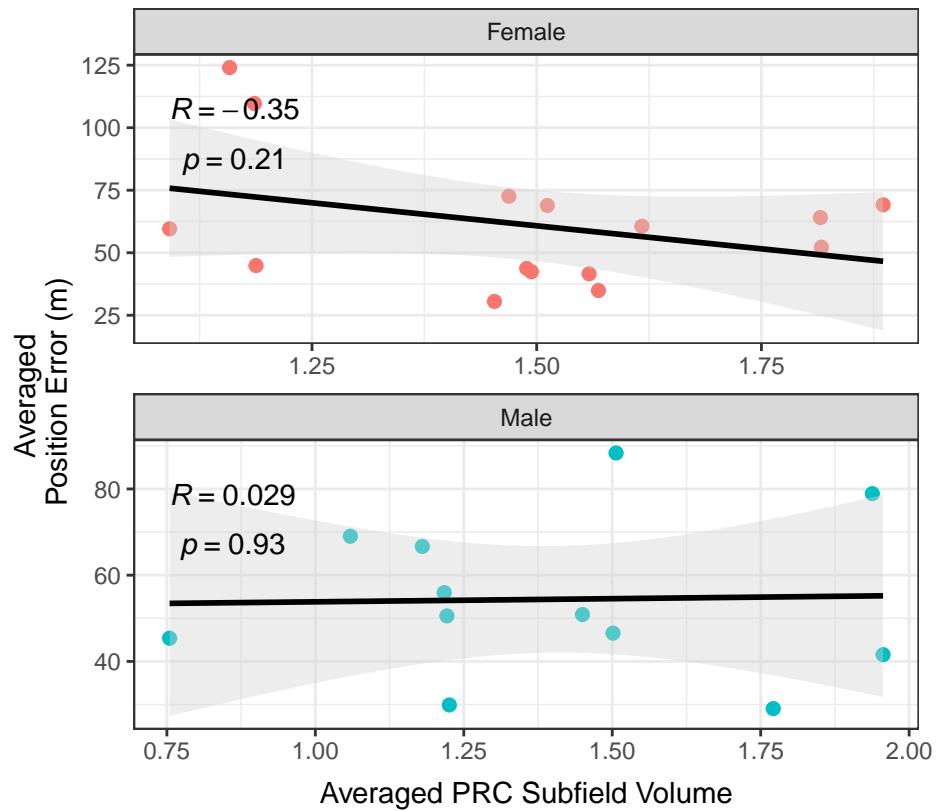 Female
125
100
75
50
25
R = −0.35
p = 0.21
1.25
1.50
1.75
Averaged
Position Error (m)
Male
80
60
40
R = 0.029
p = 0.93
0.75
1.00
1.25
1.50
1.75
2.00
Averaged PRC Subfield Volume